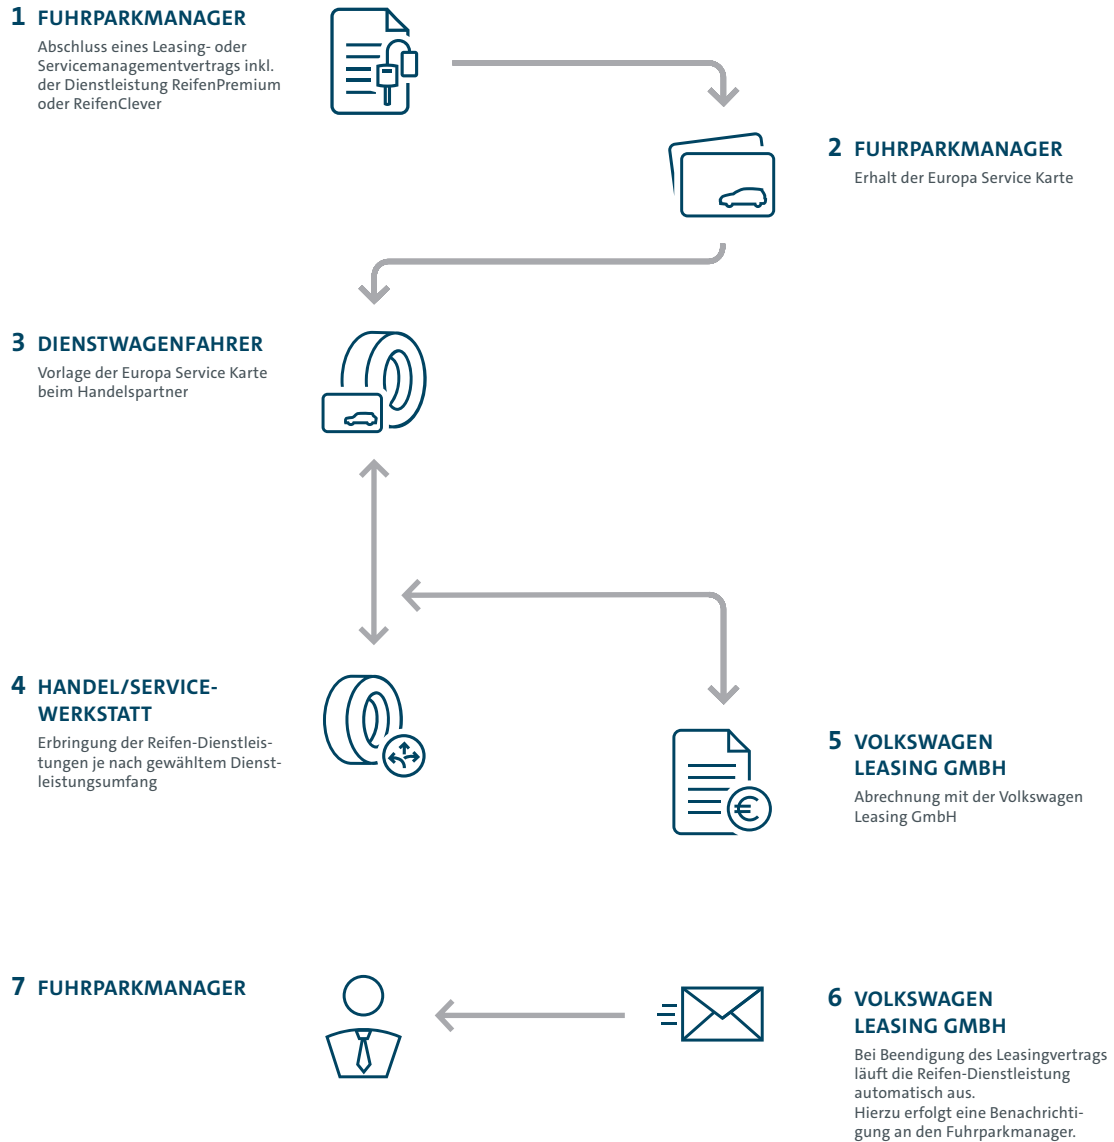 1 FUHRPARKMANAGER
Abschluss eines Leasing- oder
Servicemanagementvertrags inkl.
der Dienstleistung ReifenPremium
oder ReifenClever
2 FUHRPARKMANAGER
Erhalt der Europa Service Karte
3 DIENSTWAGENFAHRER
Vorlage der Europa Service Karte
beim Handelspartner
4 HANDEL/SERVICE-
WERKSTATT
Erbringung der Reifen-Dienstleis-
tungen je nach gewähltem Dienst-
leistungsumfang
5 VOLKSWAGEN
LEASING GMBH
Abrechnung mit der Volkswagen
Leasing GmbH
€
6 VOLKSWAGEN
LEASING GMBH
Bei Beendigung des Leasingvertrags
läuft die Reifen-Dienstleistung
automatisch aus.
Hierzu erfolgt eine Benachrichti-
gung an den Fuhrparkmanager.
7 FUHRPARKMANAGER